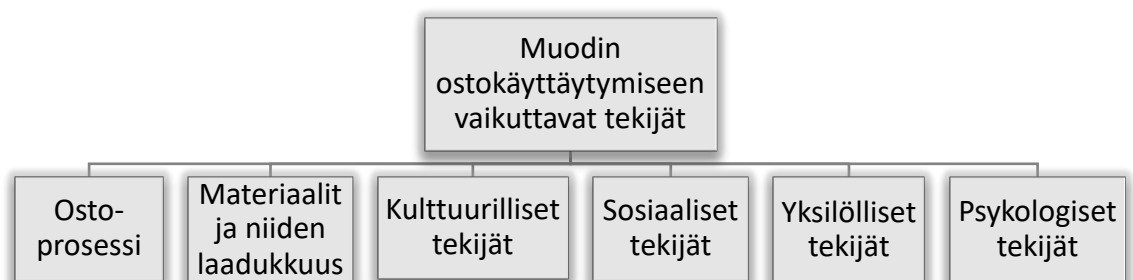 Muodin
ostokäyttäytymiseen
vaikuttavat tekijät
Osto-
prosessi
Materiaalit
ja niiden
laadukkuus
Kulttuurilliset
tekijät
Sosiaaliset
tekijät
Yksilölliset
tekijät
Psykologiset
tekijät